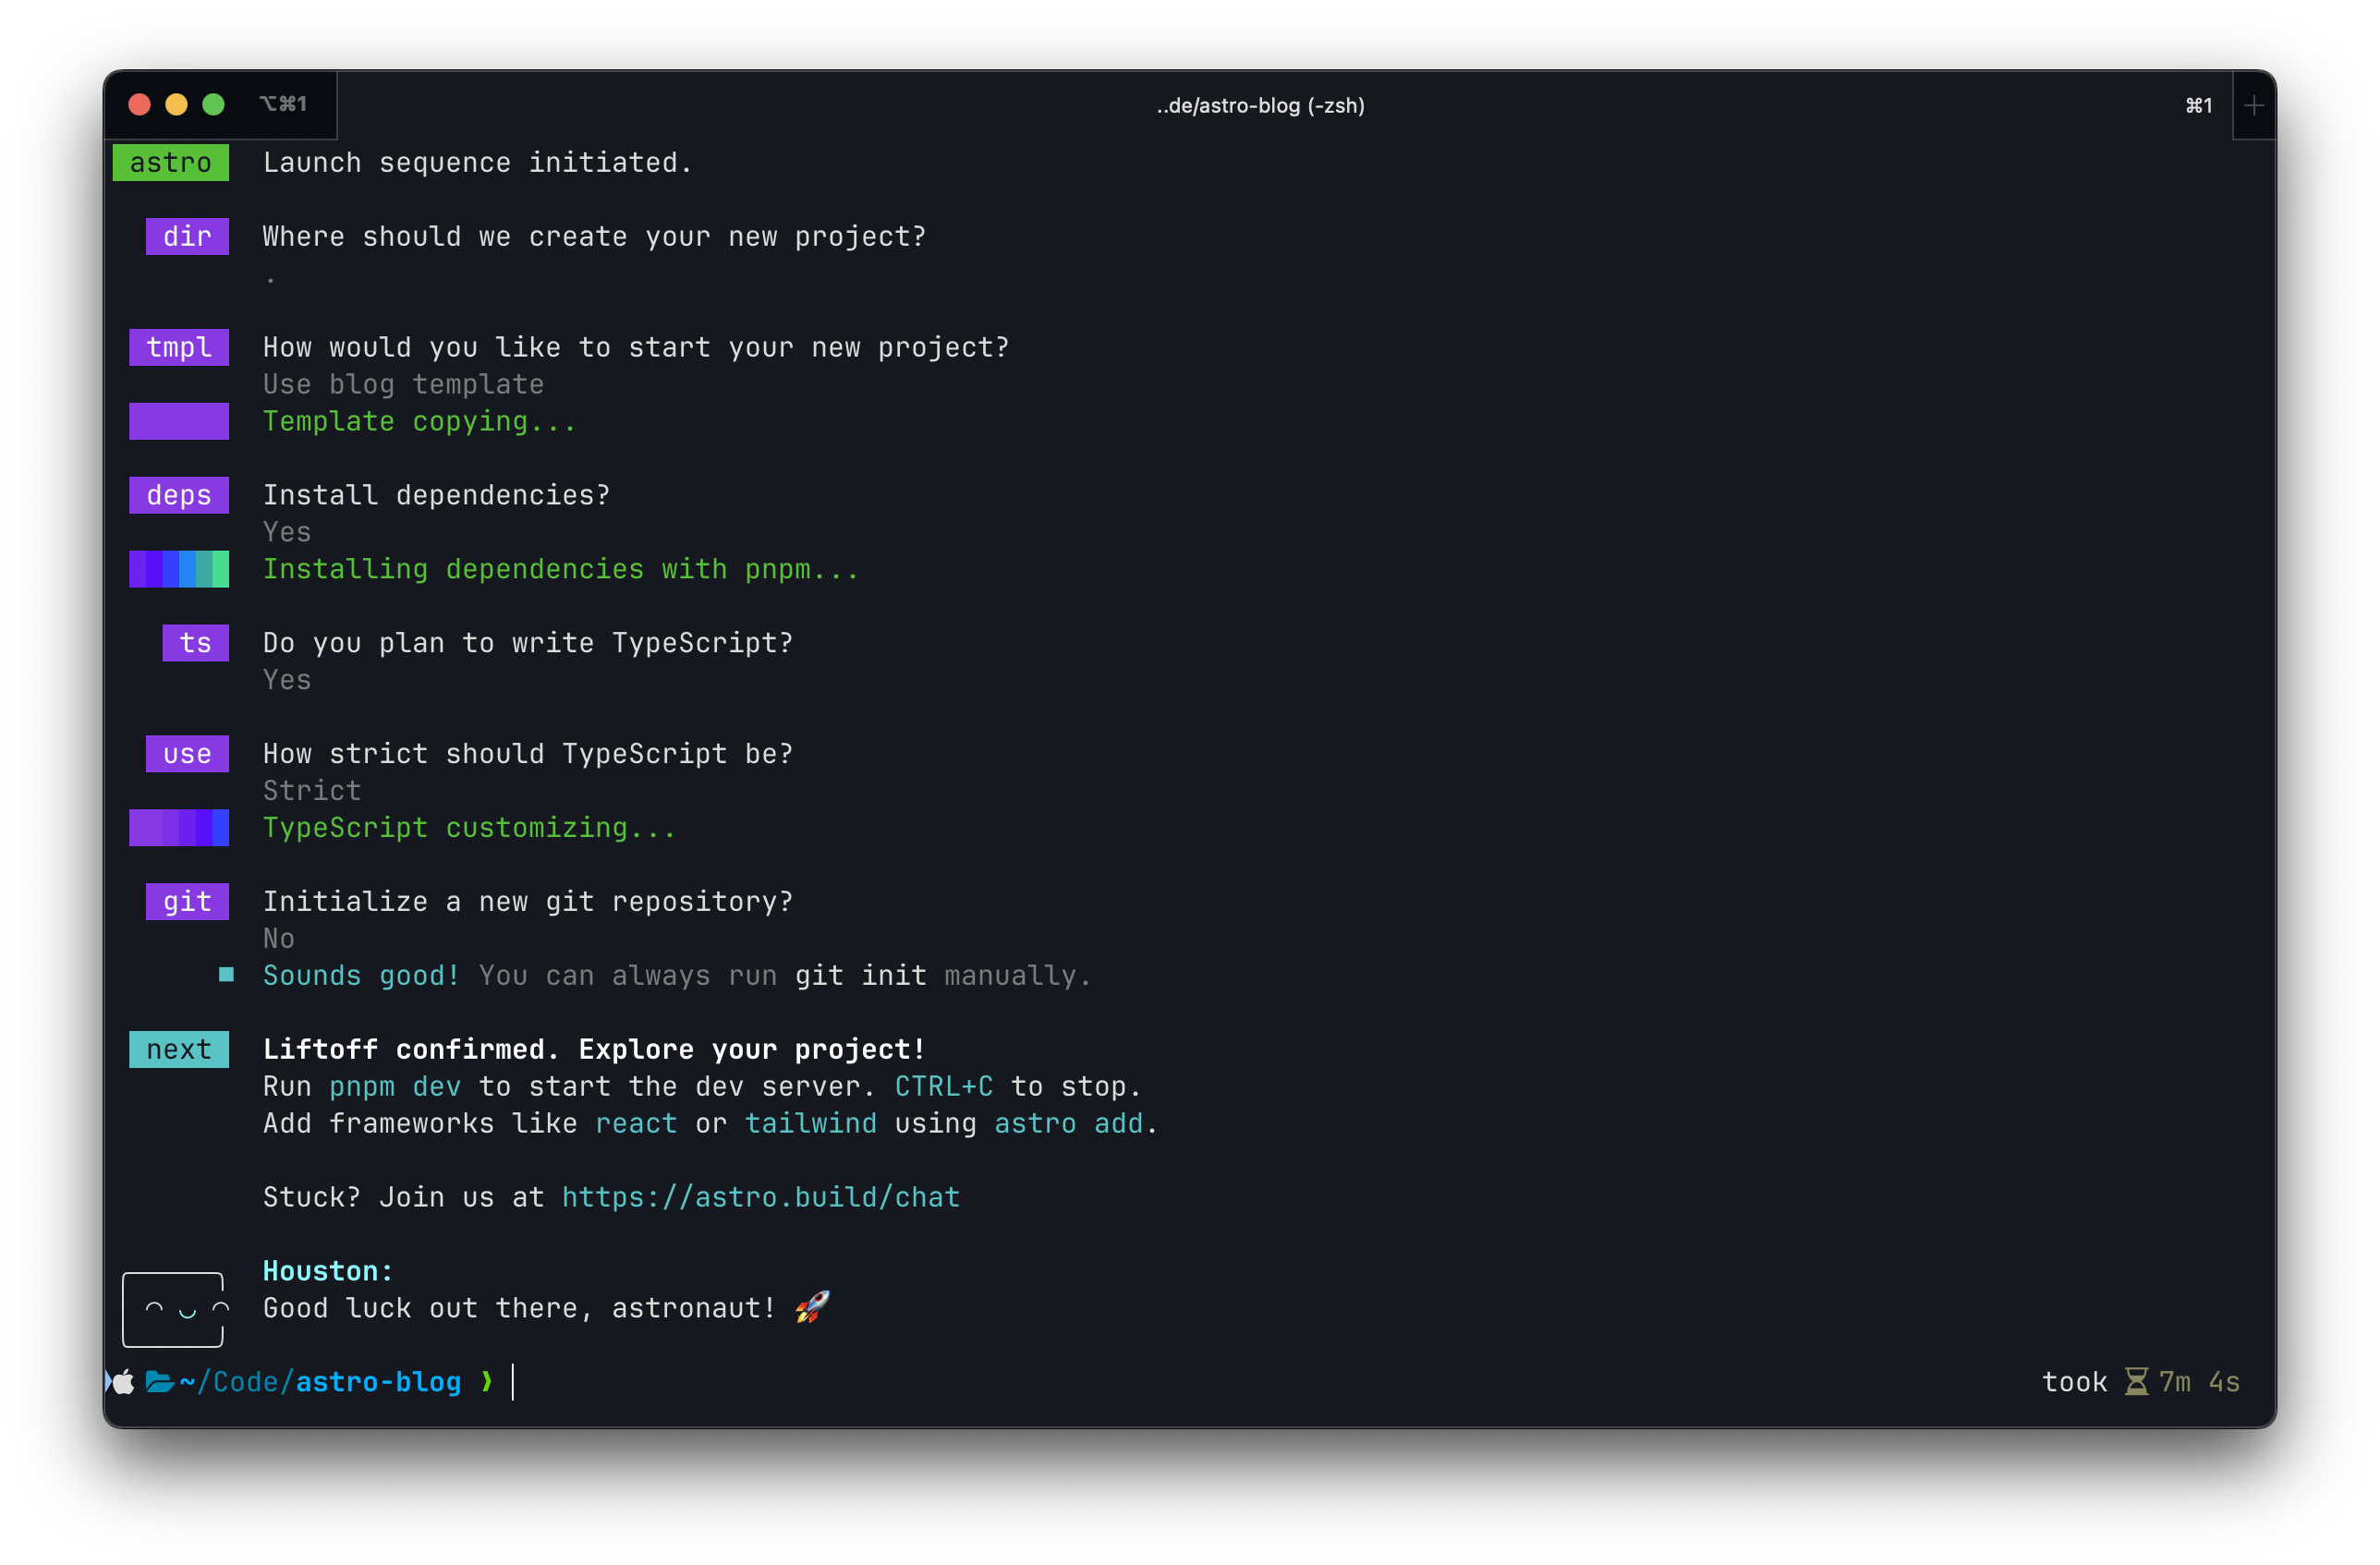 ⌥⌘1 ..de/astro-blog (-zsh) ⌘1 +
astro Launch sequence initiated.
dir Where should we create your new project?
.
tmpl How would you like to start your new project?
Use blog template
Template copying...
deps Install dependencies?
Yes
Installing dependencies with pnpm...
ts Do you plan to write TypeScript?
Yes
use How strict should TypeScript be?
Strict
TypeScript customizing...
git Initialize a new git repository?
No
■ Sounds good! You can always run git init manually.
next Liftoff confirmed. Explore your project!
Run pnpm dev to start the dev server. CTRL+C to stop.
Add frameworks like react or tailwind using astro add.
Stuck? Join us at https://astro.build/chat
Houston:
◠ ◡ ◠ Good luck out there, astronaut! 🚀
~/Code/astro-blog ❯ took 7m 4s